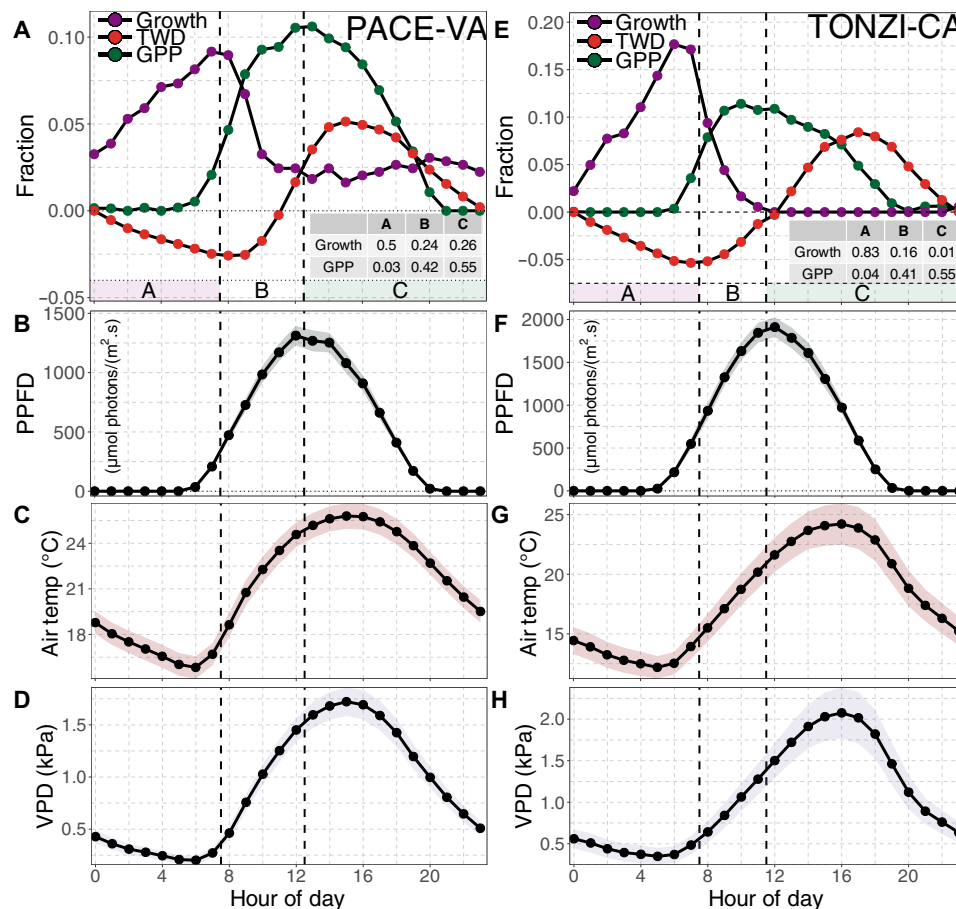 A
Growth
TWD
GPP
PACE-VA
Fraction
0.10
0.05
0.00
−0.05
A B C
Growth 0.5 0.24 0.26
GPP 0.03 0.42 0.55
A B C
E
Growth
TWD
GPP
TONZI-CA
Fraction
0.20
0.15
0.10
0.05
0.00
−0.05
A B C
Growth 0.83 0.16 0.01
GPP 0.04 0.41 0.55
A B C
B
PPFD
(µmol photons/(m².s)
1500
1000
500
0
F
PPFD
(µmol photons/(m².s)
2000
1500
1000
500
0
C
Air temp (°C)
24
21
18
G
Air temp (°C)
25
20
15
D
VPD (kPa)
1.5
1.0
0.5
0 4 8 12 16 20
Hour of day
H
VPD (kPa)
2.0
1.5
1.0
0.5
0 4 8 12 16 20
Hour of day